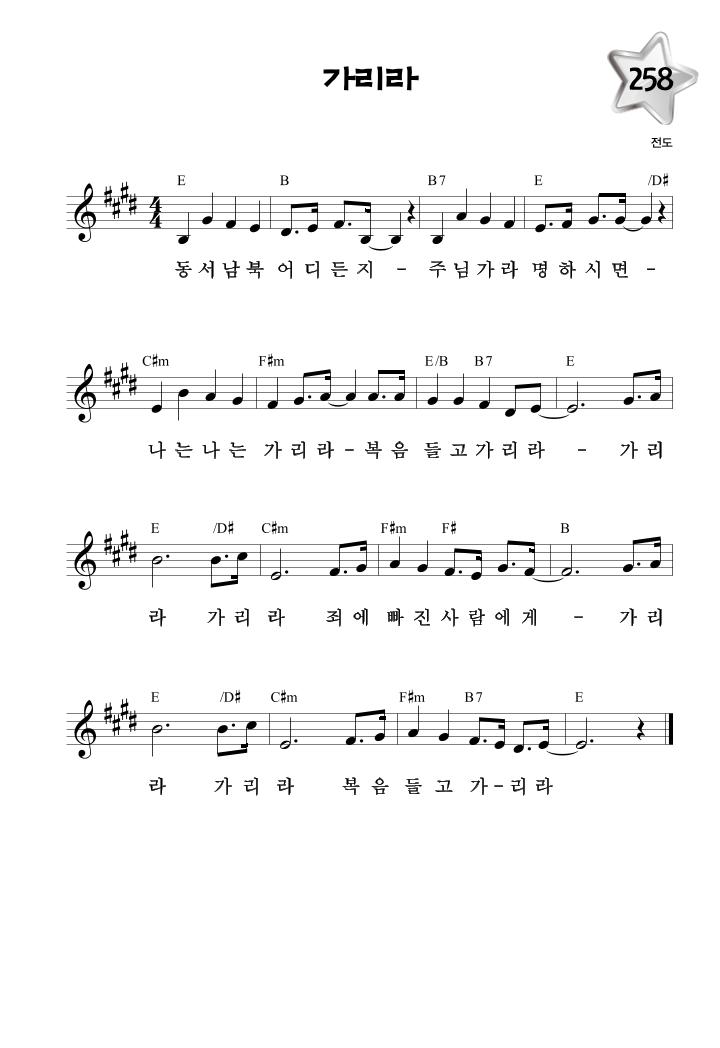 가리라
258
전도
E B B7 E /D#
동서남북 어디든지 - 주님가라 명하시면 -
C#m F#m E/B B7 E
나는나는 가리라 - 복음 들고가리라 - 가리
E /D# C#m F#m F# B
라 가리라 죄에 빠진사람에게 - 가리
E /D# C#m F#m B7 E
라 가리라 복음들고 가-리라